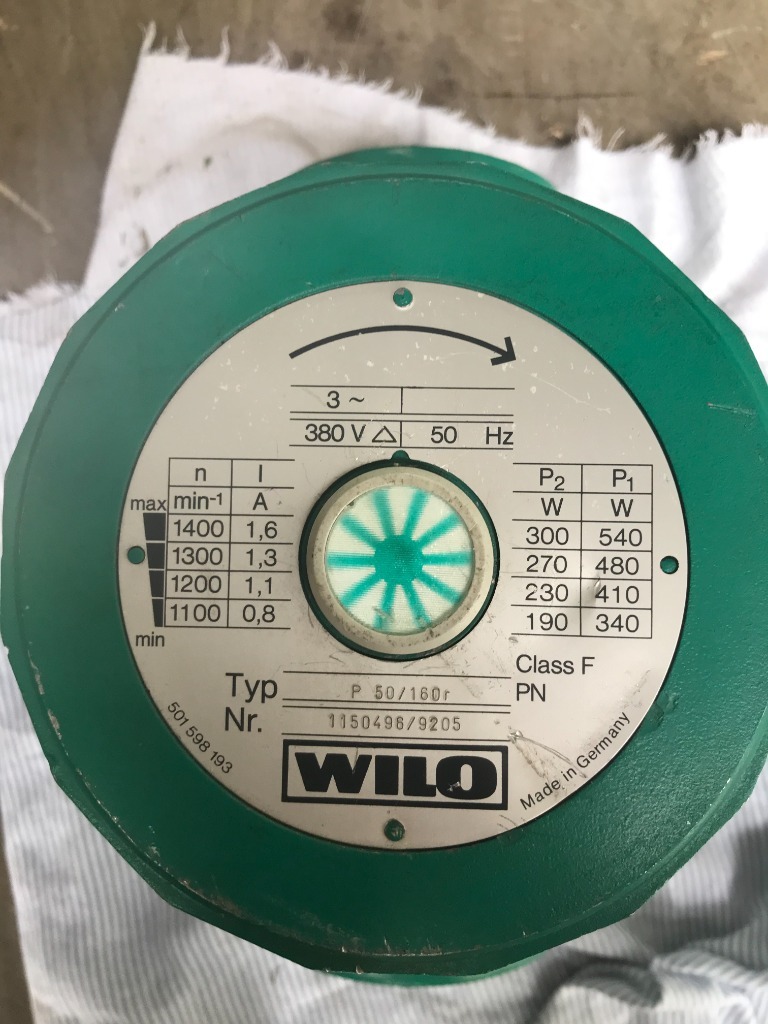 3 ~
380 V △ 50 Hz
n I
max min⁻¹ A
1400 1,6
1300 1,3
1200 1,1
1100 0,8
min
P₂ P₁
W W
300 540
270 480
230 410
190 340
Class F
PN
Typ P 50/160r
Nr. 1150496/9205
501 598 193
WILO
Made in Germany